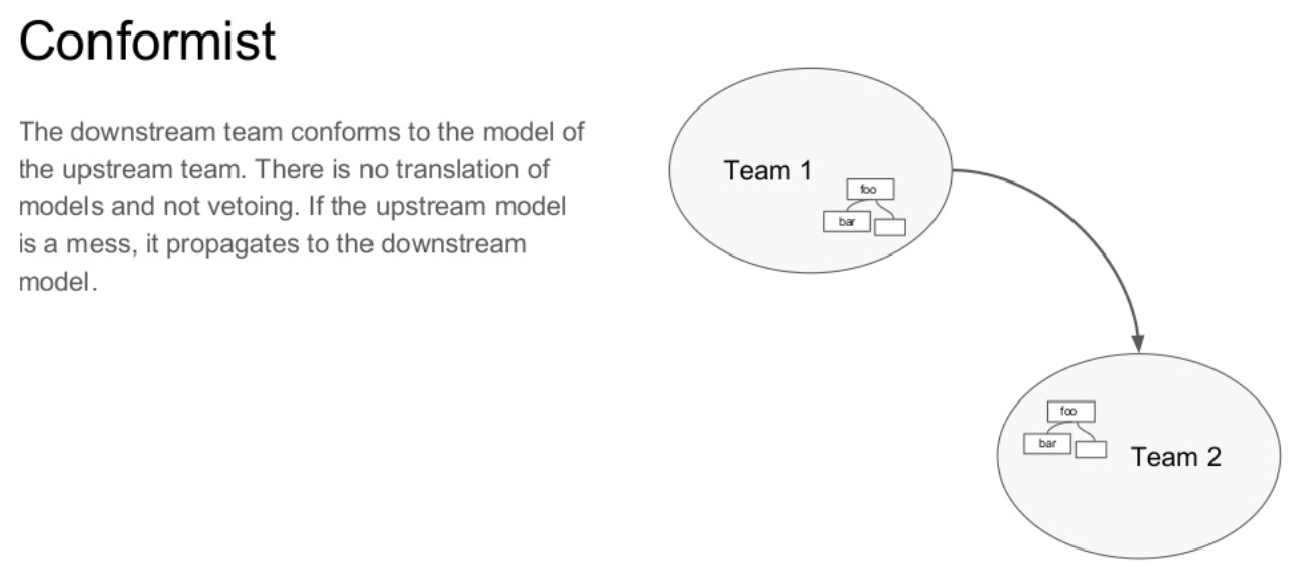 Conformist
The downstream team conforms to the model of
the upstream team. There is no translation of
models and not vetoing. If the upstream model
is a mess, it propagates to the downstream
model.
Team 1
foo
bar
foo
bar
Team 2